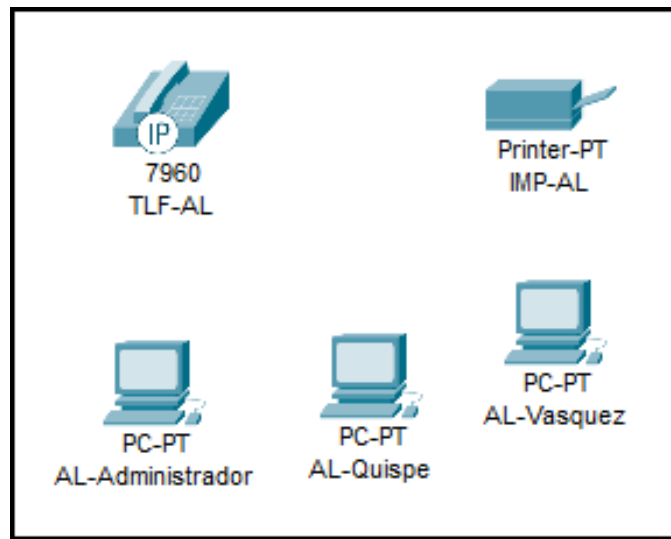 IP
7960
TLF-AL
Printer-PT
IMP-AL
PC-PT
AL-Administrador
PC-PT
AL-Quispe
PC-PT
AL-Vasquez